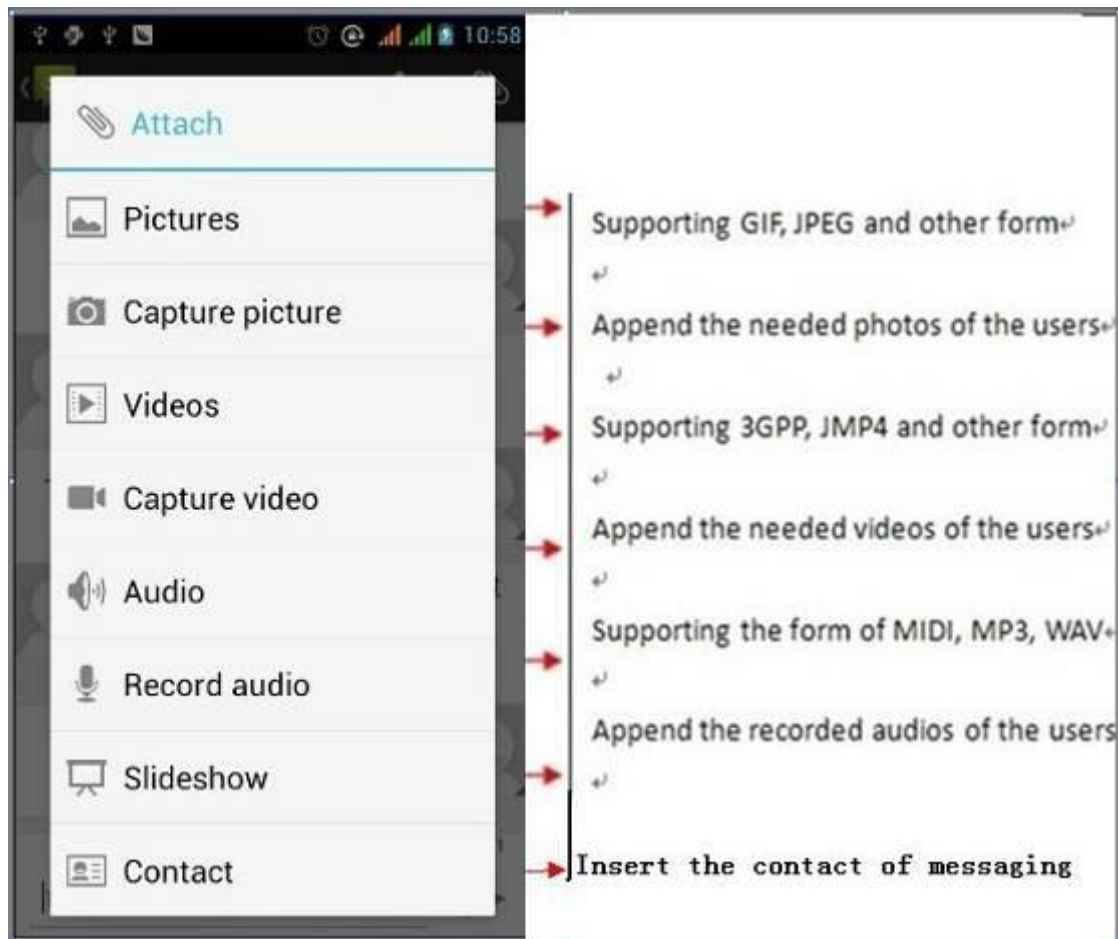 10:58
Attach
Pictures
Supporting GIF, JPEG and other form
Capture picture
Append the needed photos of the users
Videos
Supporting 3GPP, JMP4 and other form
Capture video
Append the needed videos of the users
Audio
Supporting the form of MIDI, MP3, WAV
Record audio
Append the recorded audios of the users
Slideshow
Contact
Insert the contact of messaging